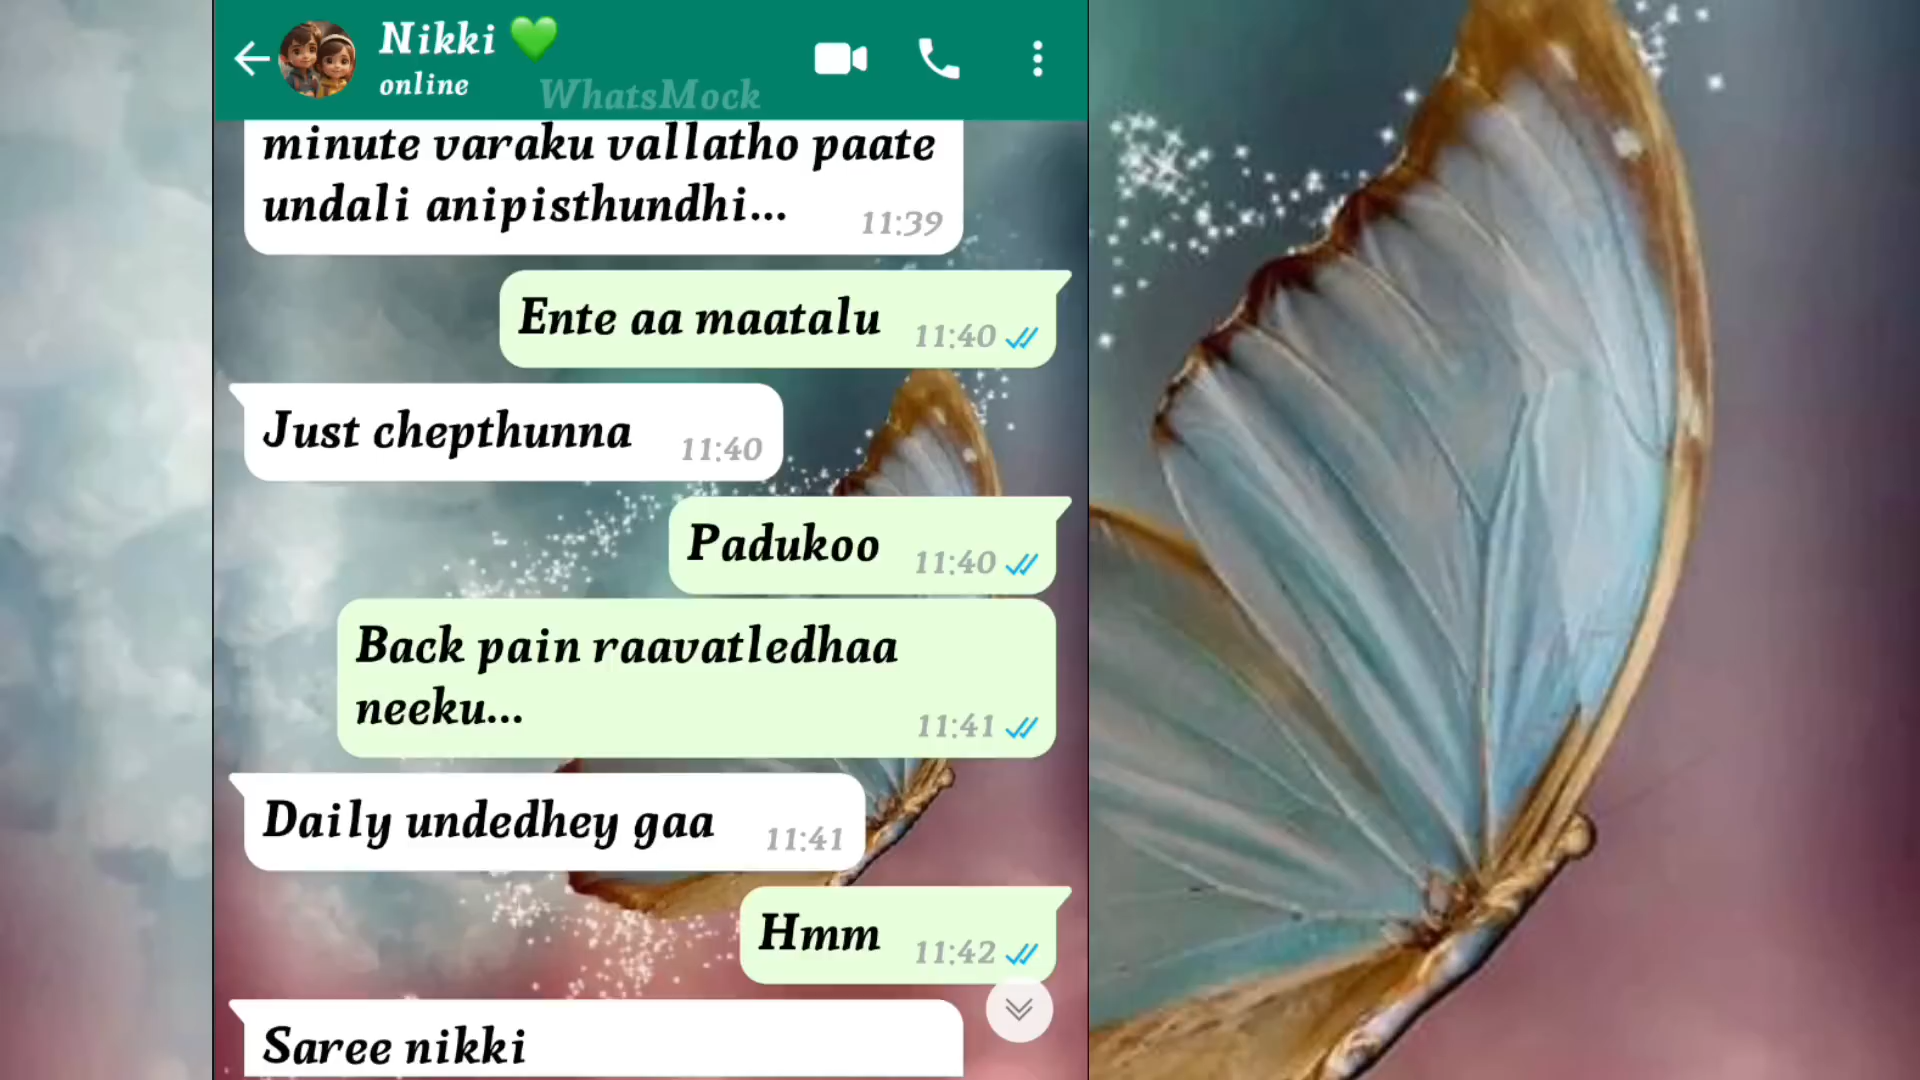 Nikki 💚
online
WhatsMock
minute varaku vallatho paate
undali anipisthundhi...
11:39
Ente aa maatalu
11:40
Just chepthunna
11:40
Padukoo
11:40
Back pain raavatledhaa
neeku...
11:41
Daily undedhey gaa
11:41
Hmm
11:42
Saree nikki